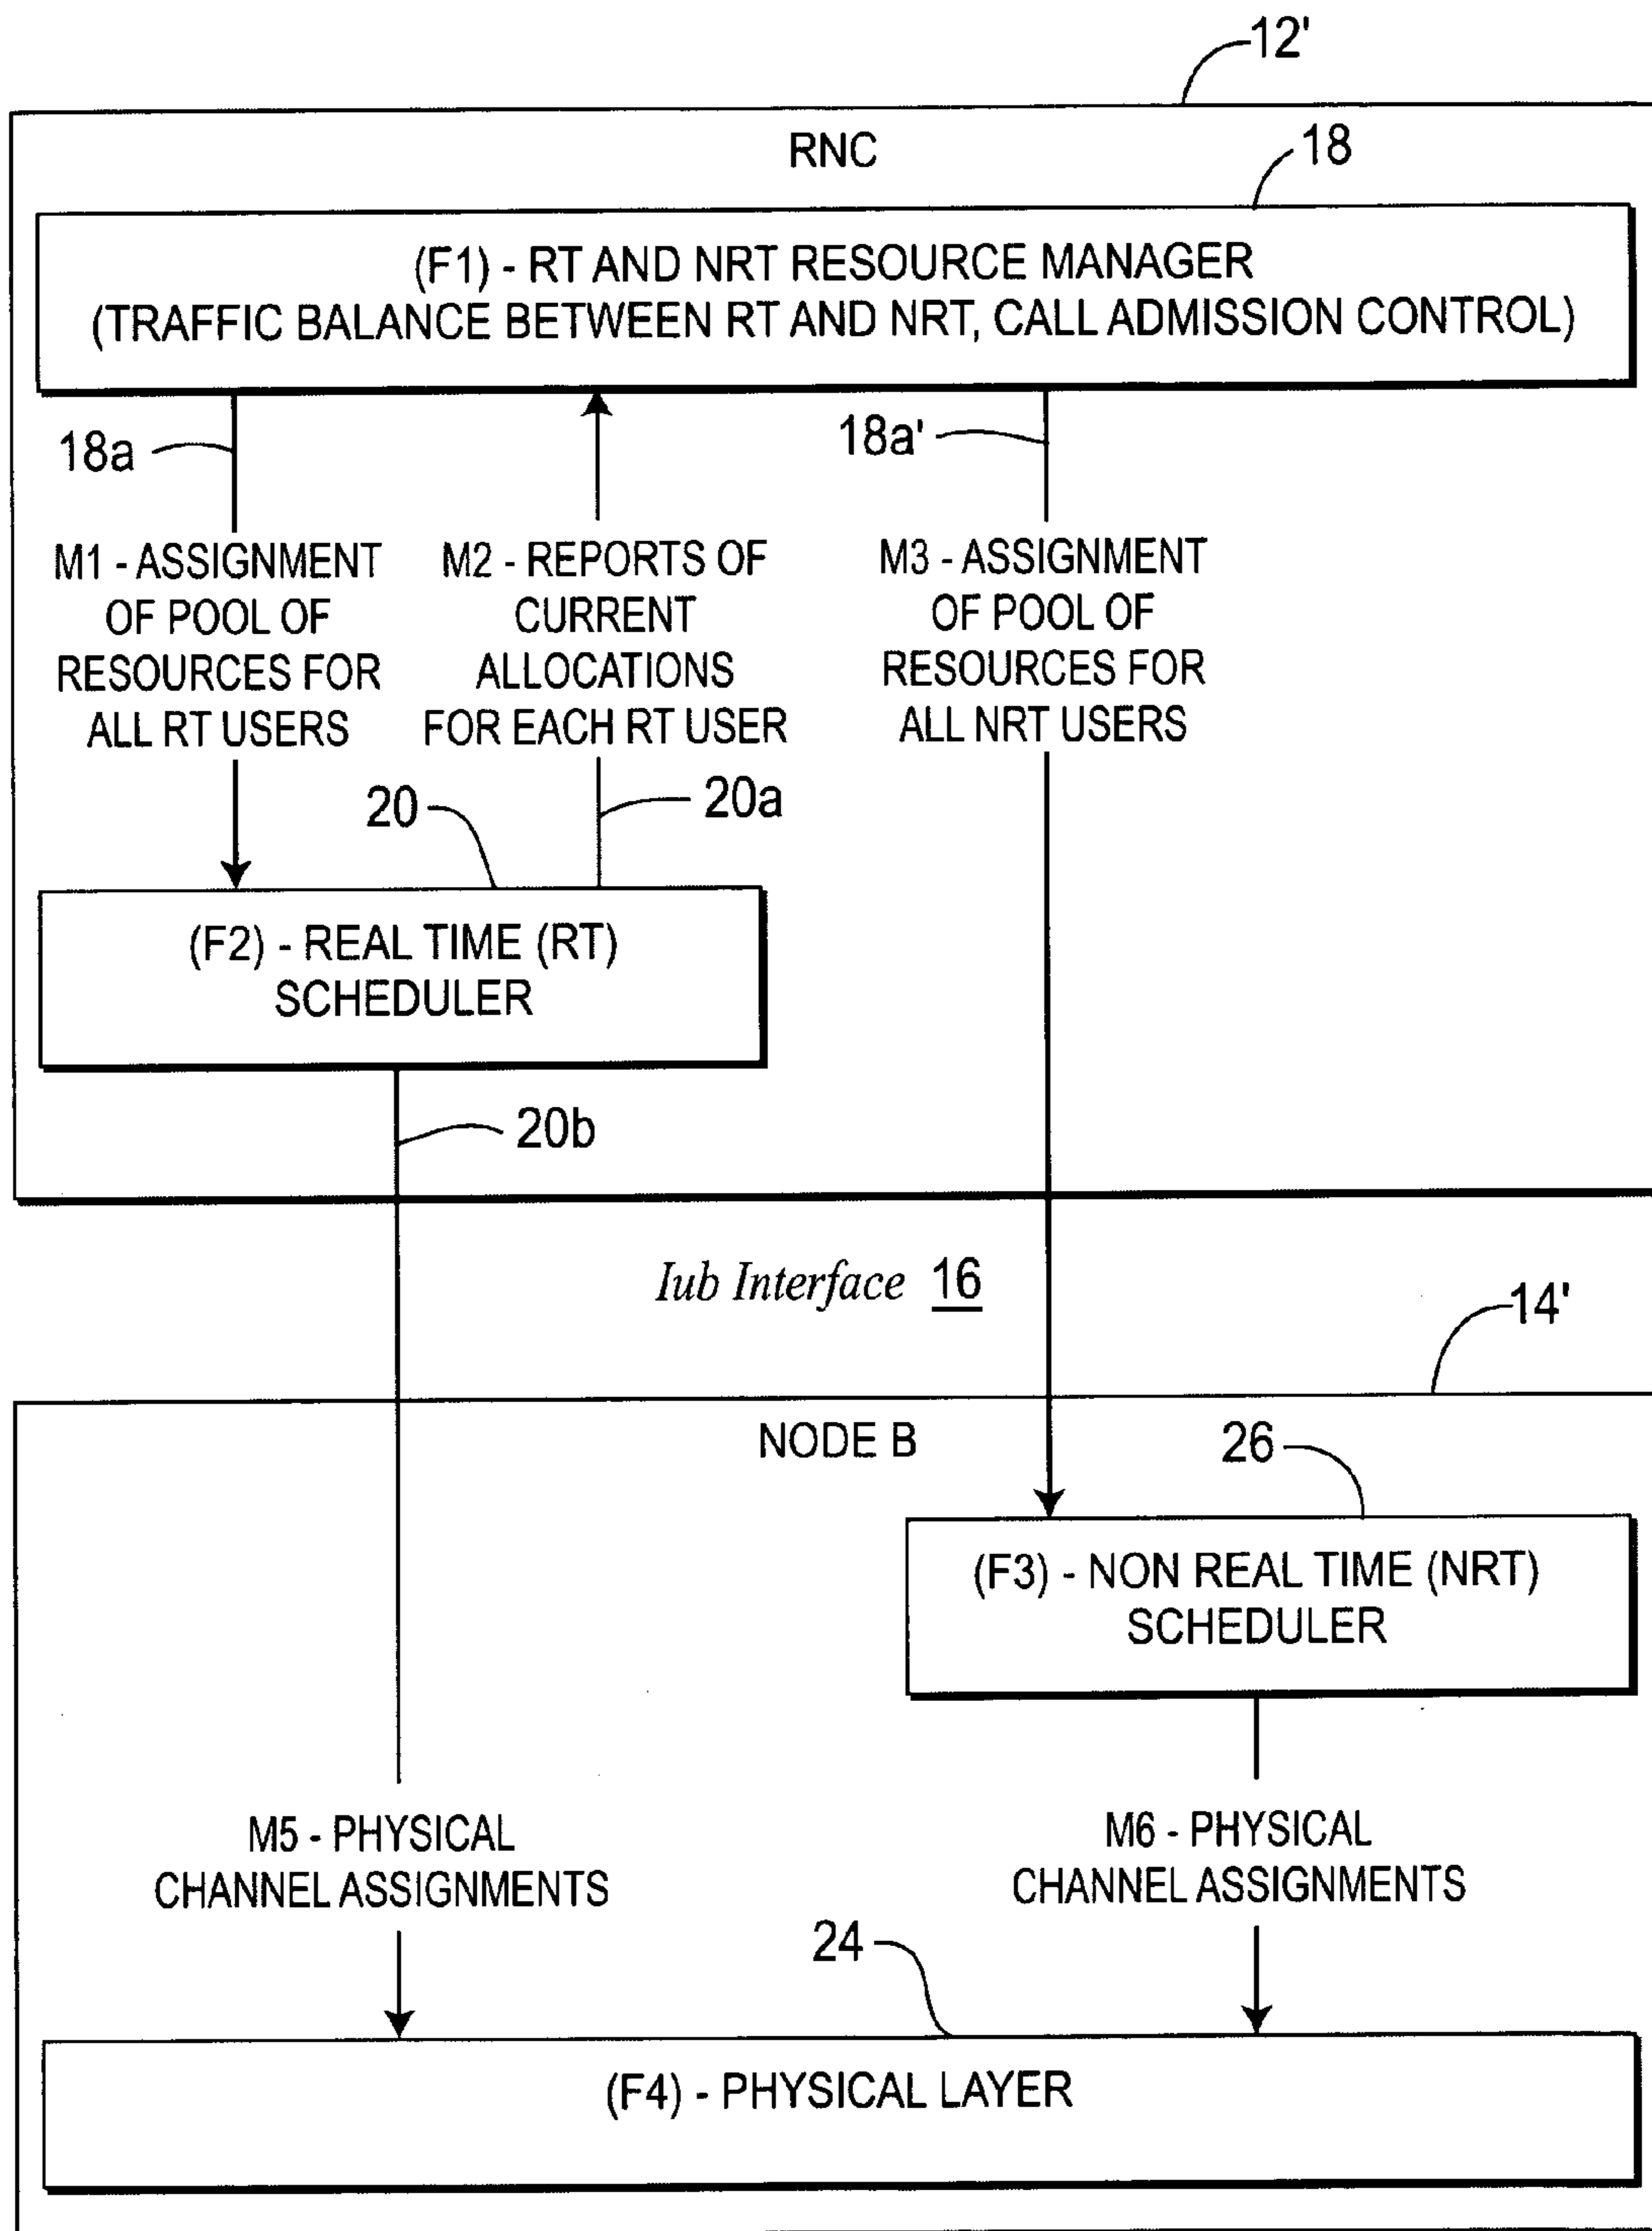 12'
RNC
18
(F1) - RT AND NRT RESOURCE MANAGER
(TRAFFIC BALANCE BETWEEN RT AND NRT, CALL ADMISSION CONTROL)
18a
18a'
M1 - ASSIGNMENT
OF POOL OF
RESOURCES FOR
ALL RT USERS
M2 - REPORTS OF
CURRENT
ALLOCATIONS
FOR EACH RT USER
M3 - ASSIGNMENT
OF POOL OF
RESOURCES FOR
ALL NRT USERS
20
20a
(F2) - REAL TIME (RT)
SCHEDULER
20b
Iub Interface 16
14'
NODE B
26
(F3) - NON REAL TIME (NRT)
SCHEDULER
M5 - PHYSICAL
CHANNEL ASSIGNMENTS
M6 - PHYSICAL
CHANNEL ASSIGNMENTS
24
(F4) - PHYSICAL LAYER